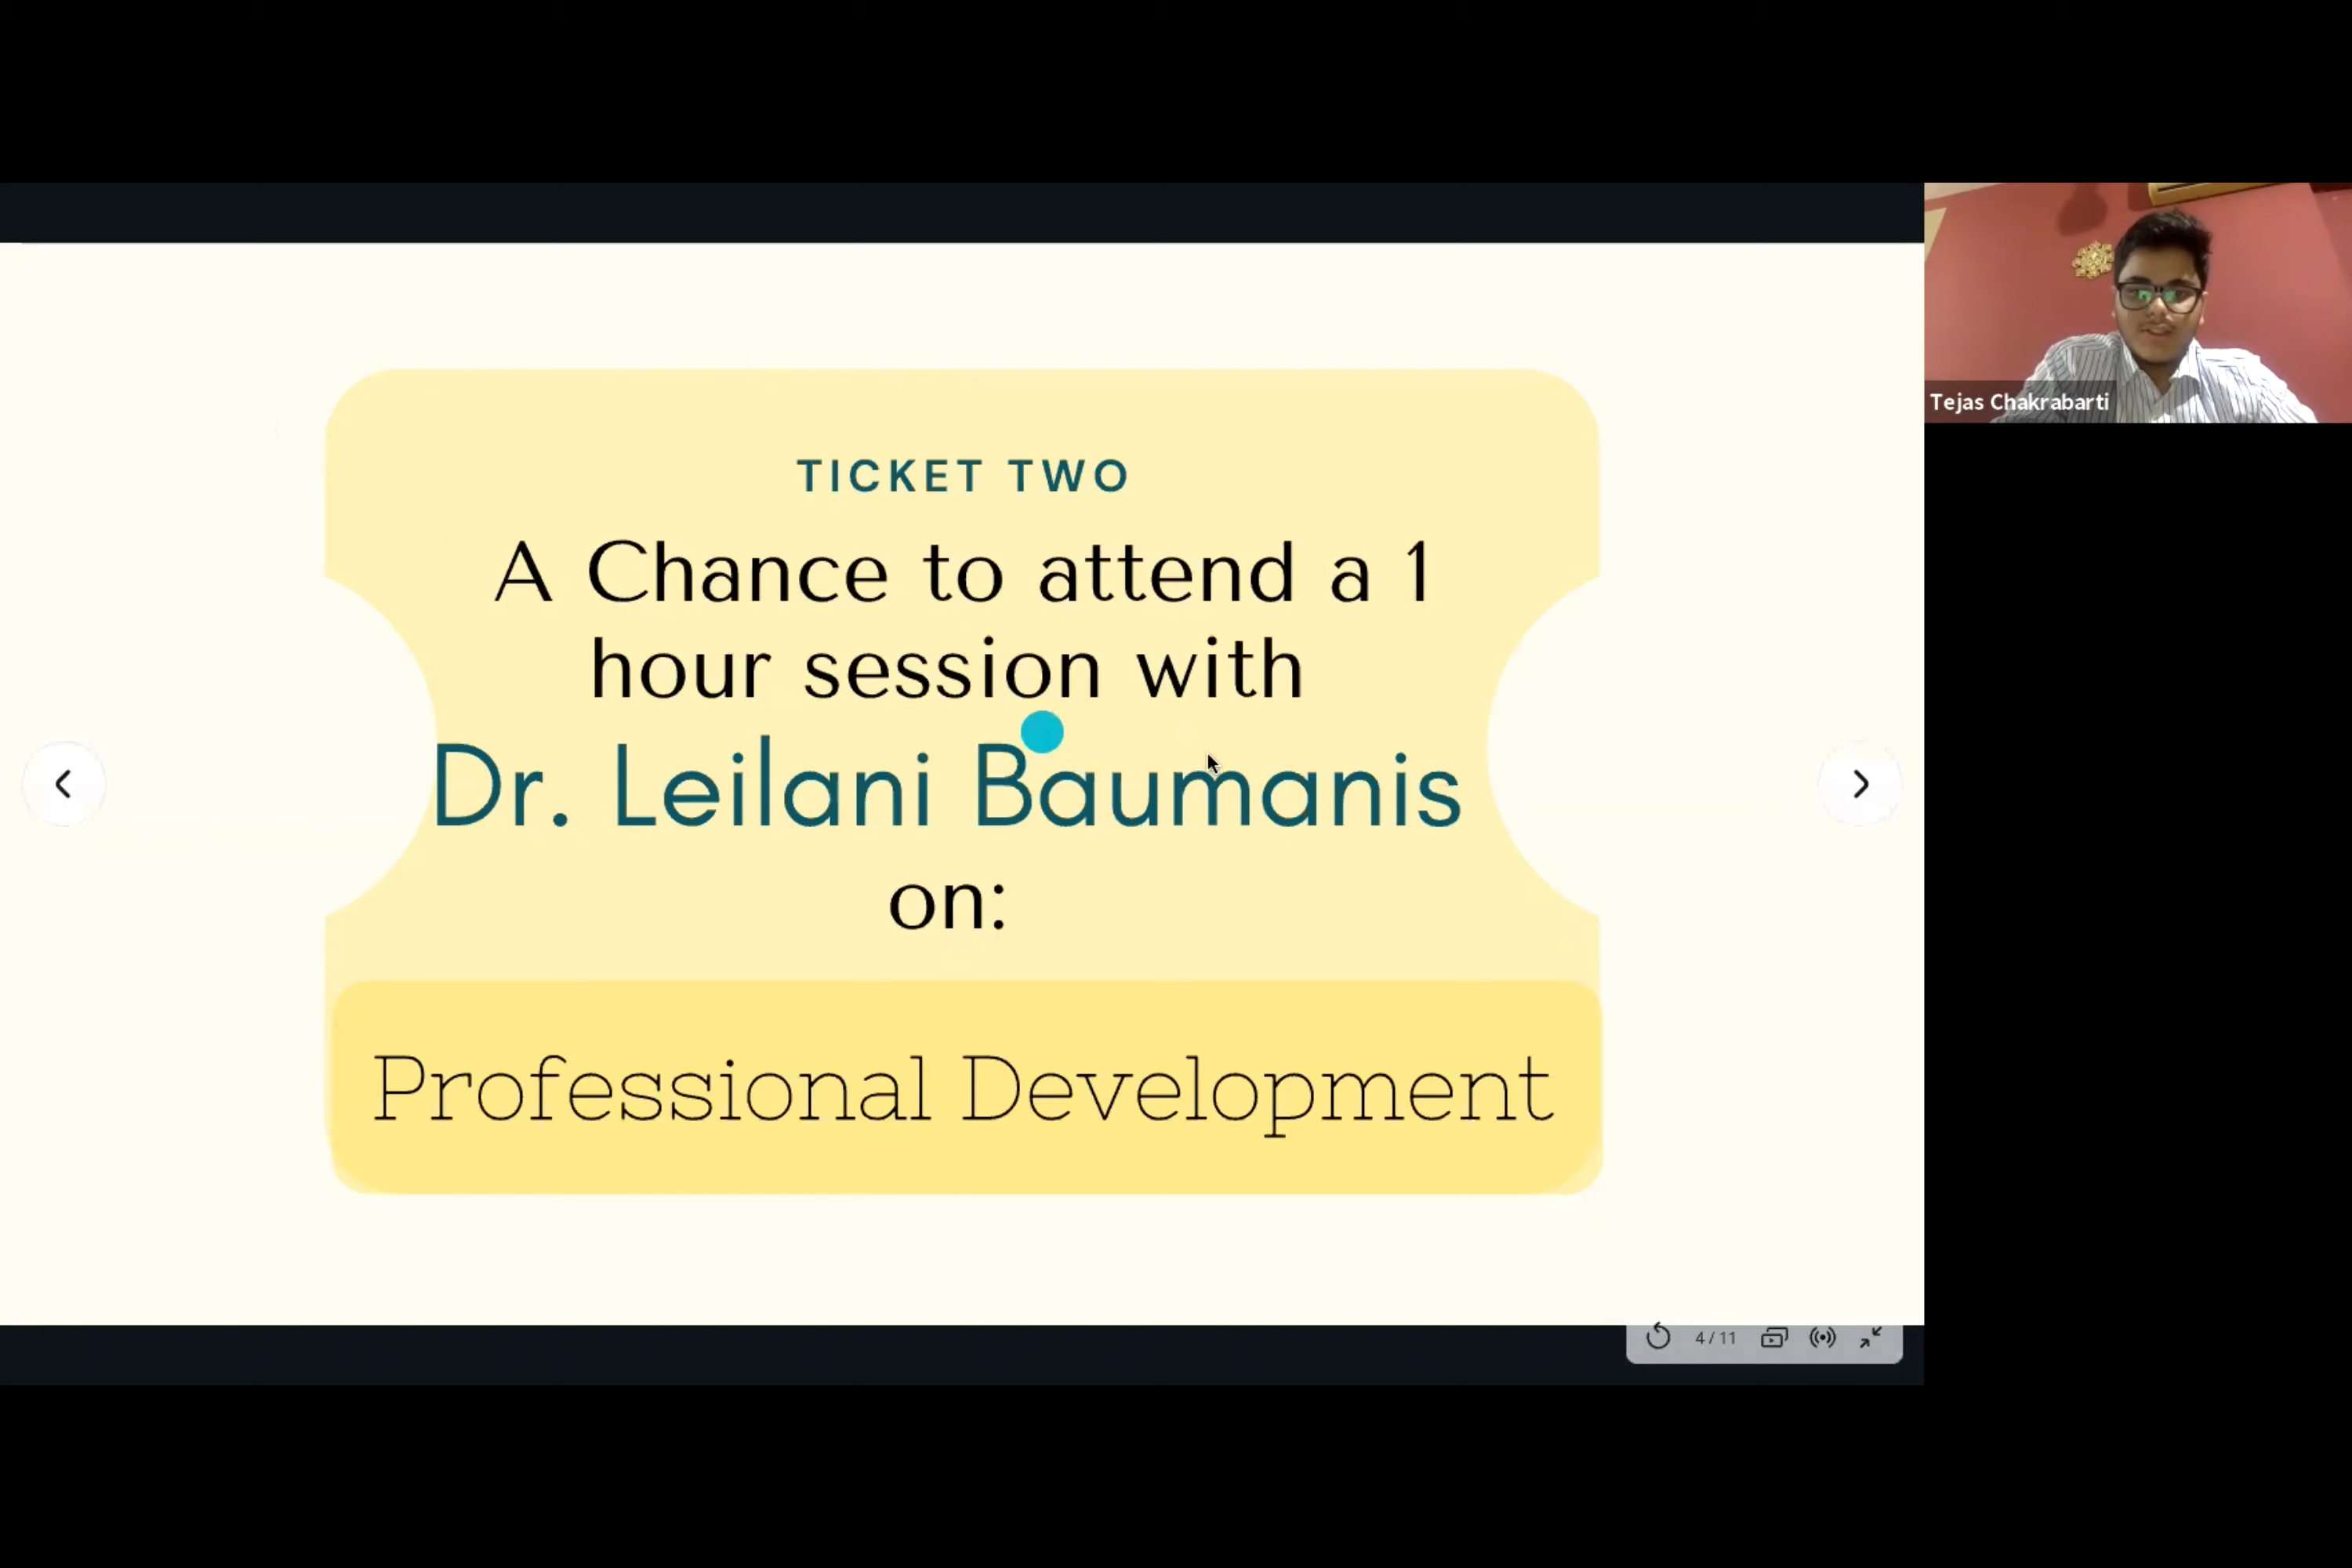 TICKET TWO
A Chance to attend a 1
hour session with
Dr. Leilani Baumanis
on:
Professional Development
Tejas Chakrabarti
4/11